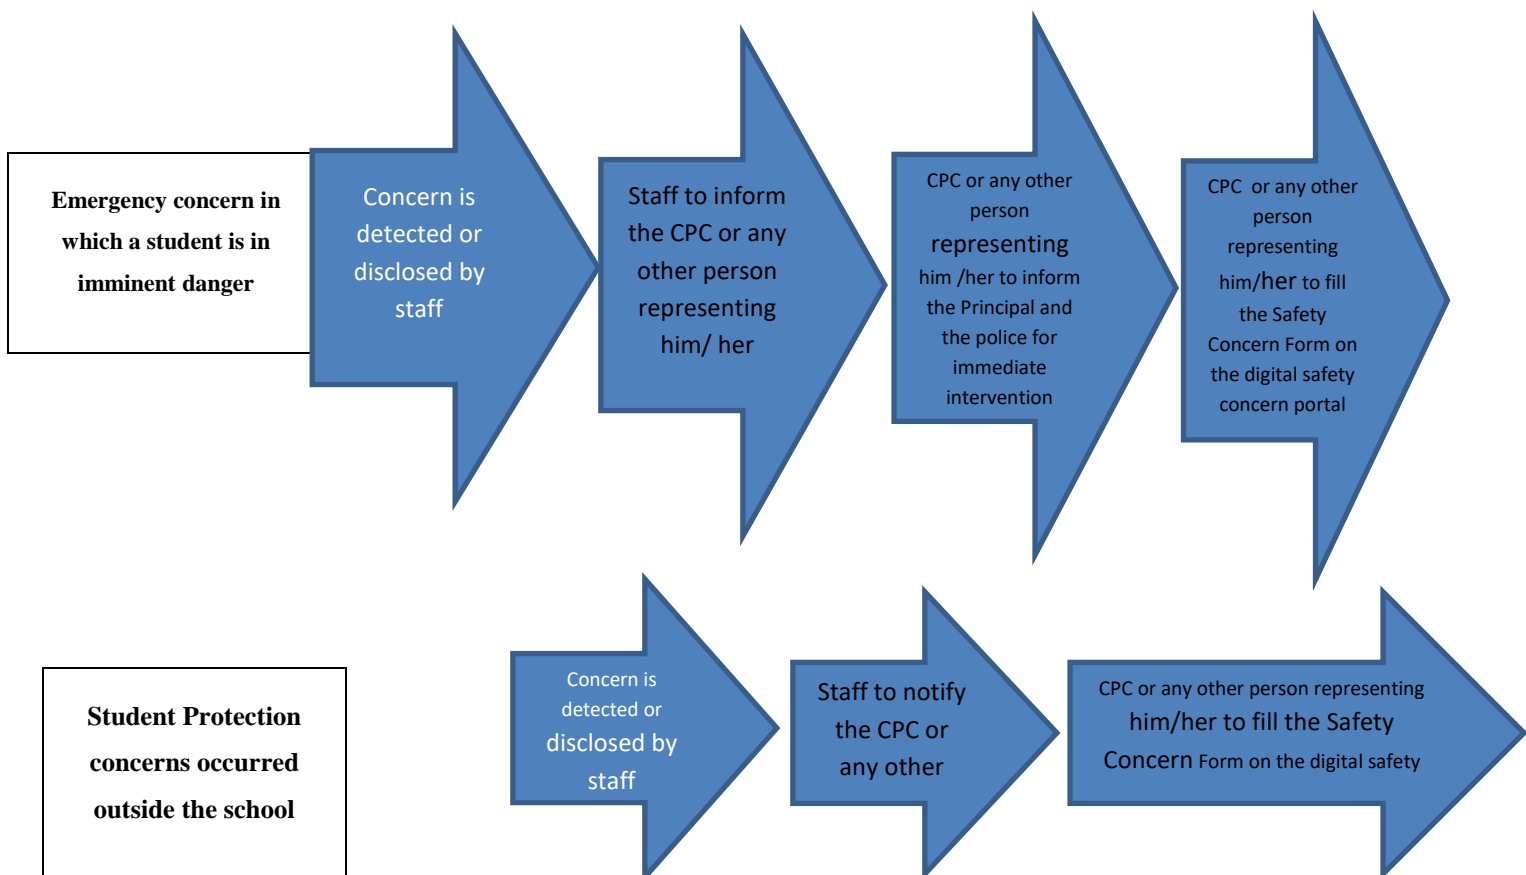 Emergency concern in
which a student is in
imminent danger
Concern is
detected or
disclosed by
staff
Staff to inform
the CPC or any
other person
representing
him/ her
CPC or any other
person
representing
him /her to inform
the Principal and
the police for
immediate
intervention
CPC  or any other
person
representing
him/her to fill
the Safety
Concern Form on
the digital safety
concern portal
Student Protection
concerns occurred
outside the school
Concern is
detected or
disclosed by
staff
Staff to notify
the CPC or
any other
CPC or any other person representing
him/her to fill the Safety
Concern Form on the digital safety